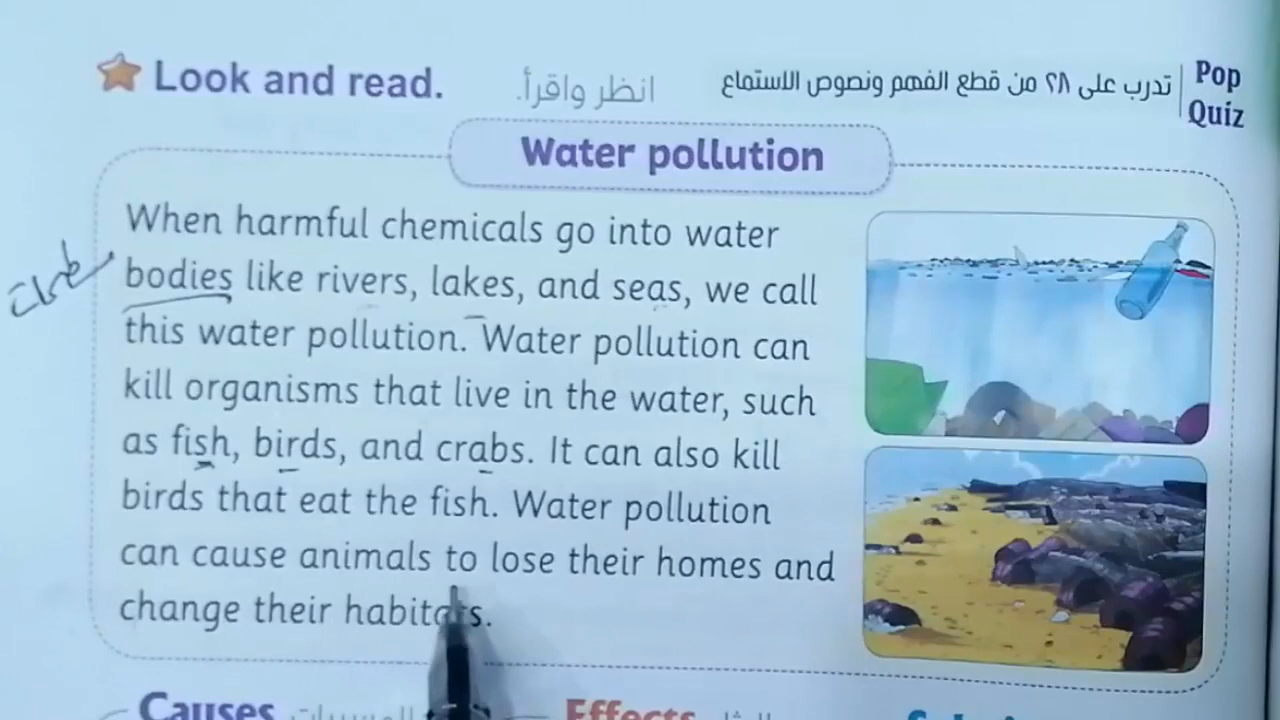 Look and read.
انظر واقرأ.
تدرب على ٢٨ من قطع الفهم ونصوص الاستماع
Pop
Quiz
Water pollution
When harmful chemicals go into water
bodies like rivers, lakes, and seas, we call
this water pollution. Water pollution can
kill organisms that live in the water, such
as fish, birds, and crabs. It can also kill
birds that eat the fish. Water pollution
can cause animals to lose their homes and
change their habitats.
Causes
Effects